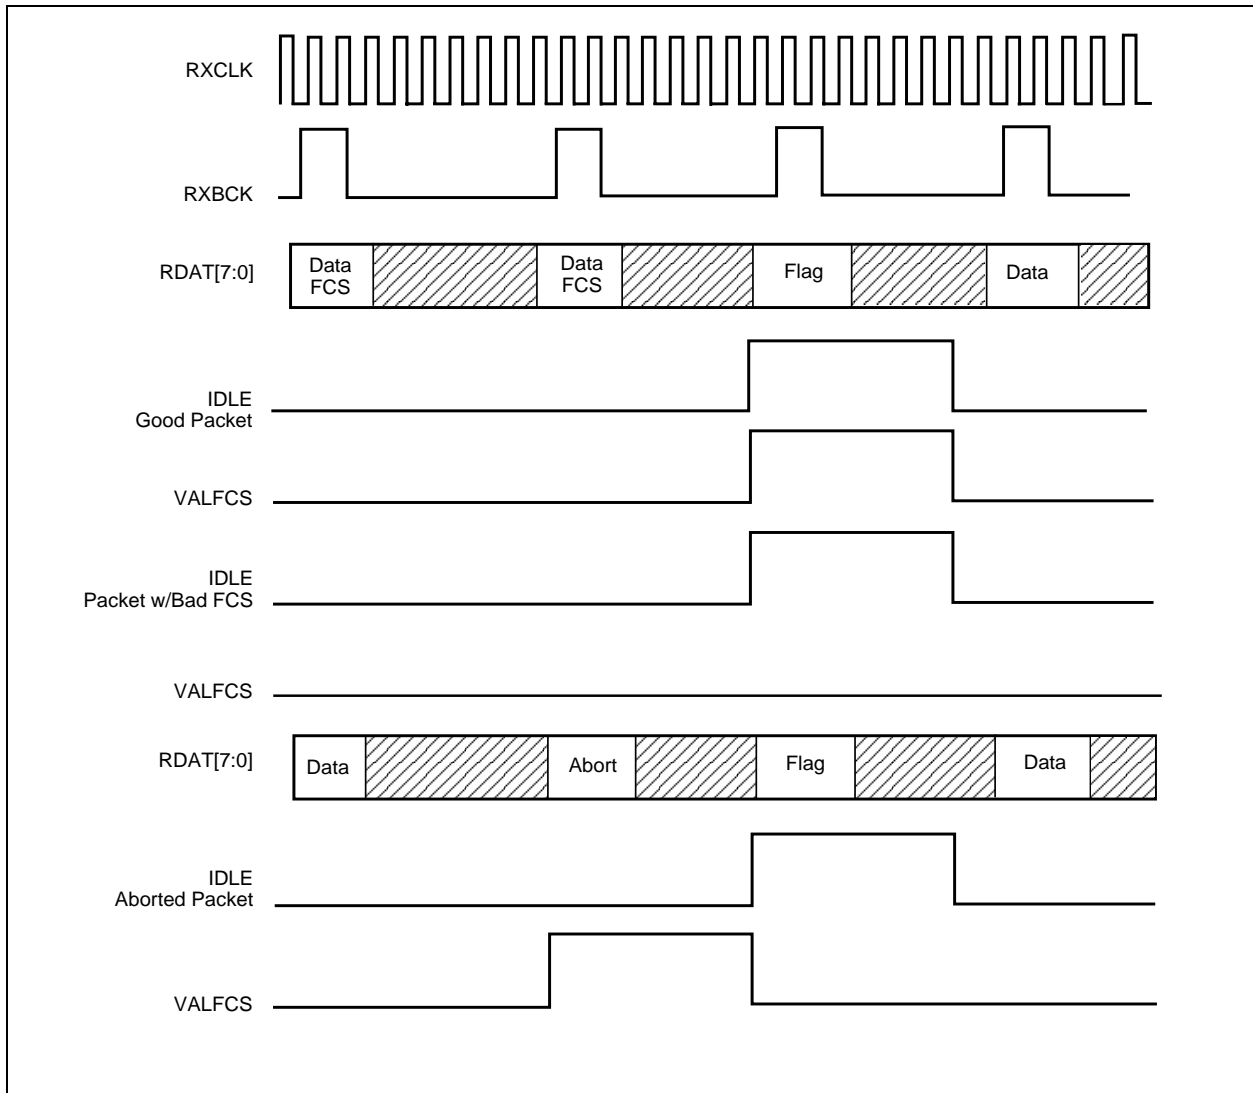 RXCLK
RXBCK
RDAT[7:0]
Data
FCS
Data
FCS
Flag
Data
IDLE
Good Packet
VALFCS
IDLE
Packet w/Bad FCS
VALFCS
RDAT[7:0]
Data
Abort
Flag
Data
IDLE
Aborted Packet
VALFCS